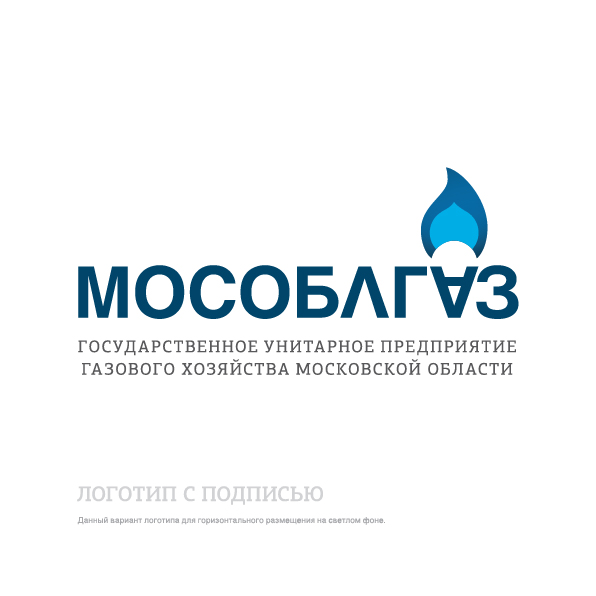 МОСОБЛГАЗ
ГОСУДАРСТВЕННОЕ УНИТАРНОЕ ПРЕДПРИЯТИЕ
ГАЗОВОГО ХОЗЯЙСТВА МОСКОВСКОЙ ОБЛАСТИ
ЛОГОТИП С ПОДПИСЬЮ
Данный вариант логотипа для горизонтального размещения на светлом фоне.